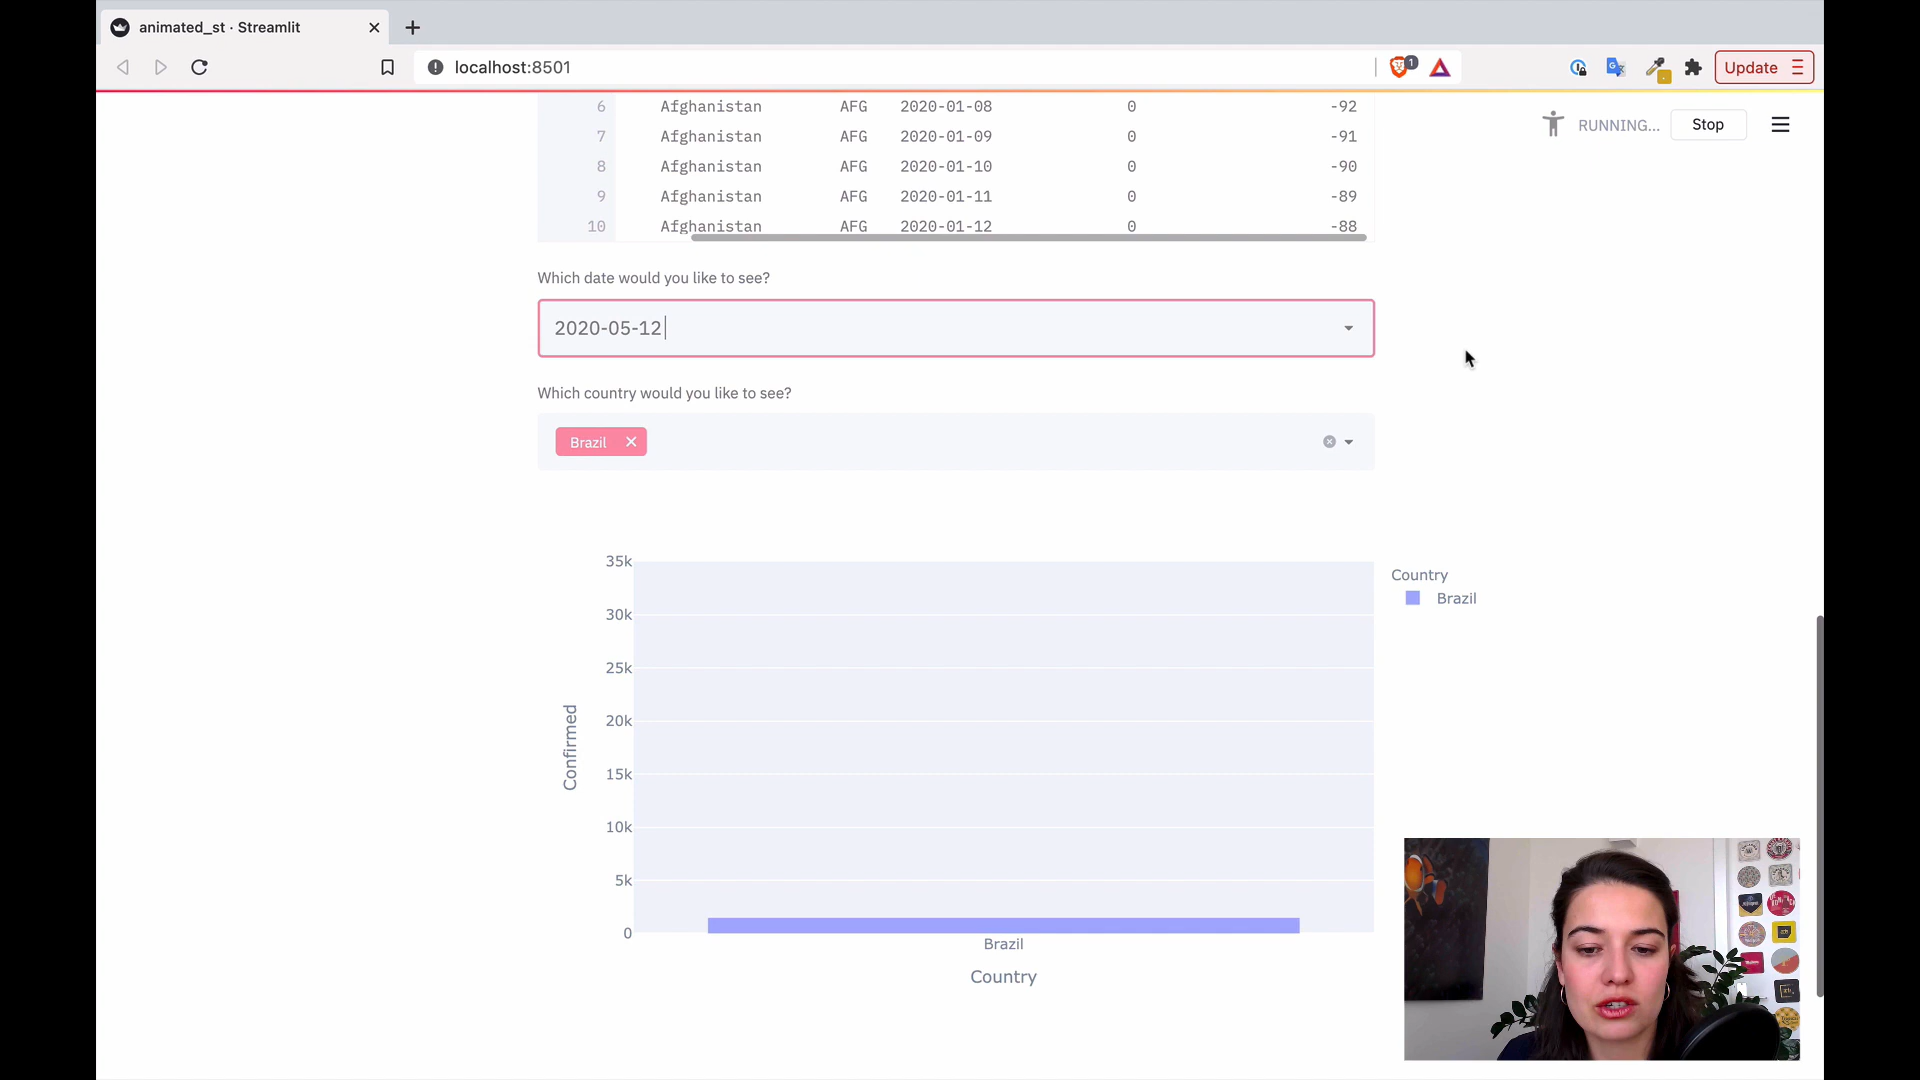 animated_st · Streamlit
localhost:8501
1
Update
6 Afghanistan AFG 2020-01-08 0 -92
7 Afghanistan AFG 2020-01-09 0 -91
8 Afghanistan AFG 2020-01-10 0 -90
9 Afghanistan AFG 2020-01-11 0 -89
10 Afghanistan AFG 2020-01-12 0 -88
RUNNING...
Stop
Which date would you like to see?
2020-05-12
Which country would you like to see?
Brazil
35k
30k
25k
20k
15k
10k
5k
0
Confirmed
Brazil
Country
Country
Brazil